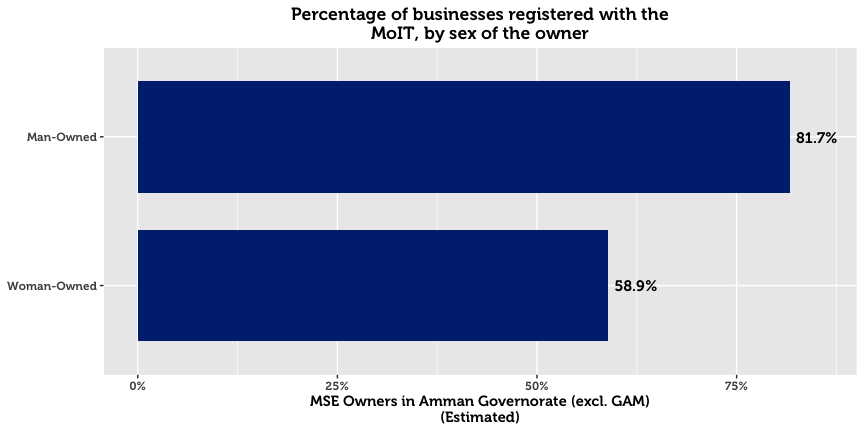 Percentage of businesses registered with the
MoIT, by sex of the owner
Man-Owned
81.7%
Woman-Owned
58.9%
0%
25%
50%
75%
MSE Owners in Amman Governorate (excl. GAM)
(Estimated)